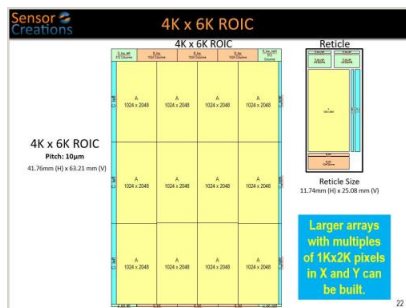 Sensor
Creations
4K x 6K ROIC
4K x 6K ROIC
Reticle
A
1024 x 2048
A
1024 x 2048
A
1024 x 2048
A
1024 x 2048
4K x 6K ROIC
Pitch: 10µm
41.76mm (H) x 63.21 mm (V)
A
1024 x 2048
A
1024 x 2048
A
1024 x 2048
A
1024 x 2048
Reticle Size
11.74mm (H) x 25.08 mm (V)
A
1024 x 2048
A
1024 x 2048
A
1024 x 2048
A
1024 x 2048
Larger arrays
with multiples
of 1Kx2K pixels
in X and Y can
be built.
22